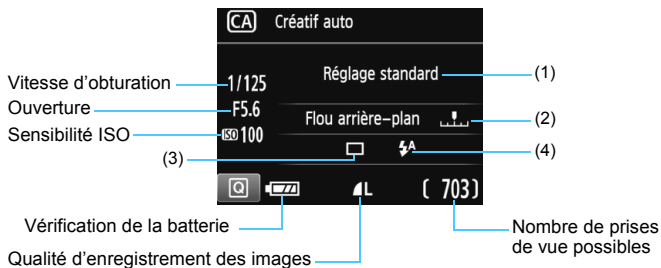 CA Créatif auto
Vitesse d'obturation
1/125
Réglage standard
(1)
Ouverture
F5.6
Flou arrière-plan
(2)
Sensibilité ISO
ISO 100
(3)
A
(4)
Q
L
( 703)
Vérification de la batterie
Nombre de prises
de vue possibles
Qualité d'enregistrement des images